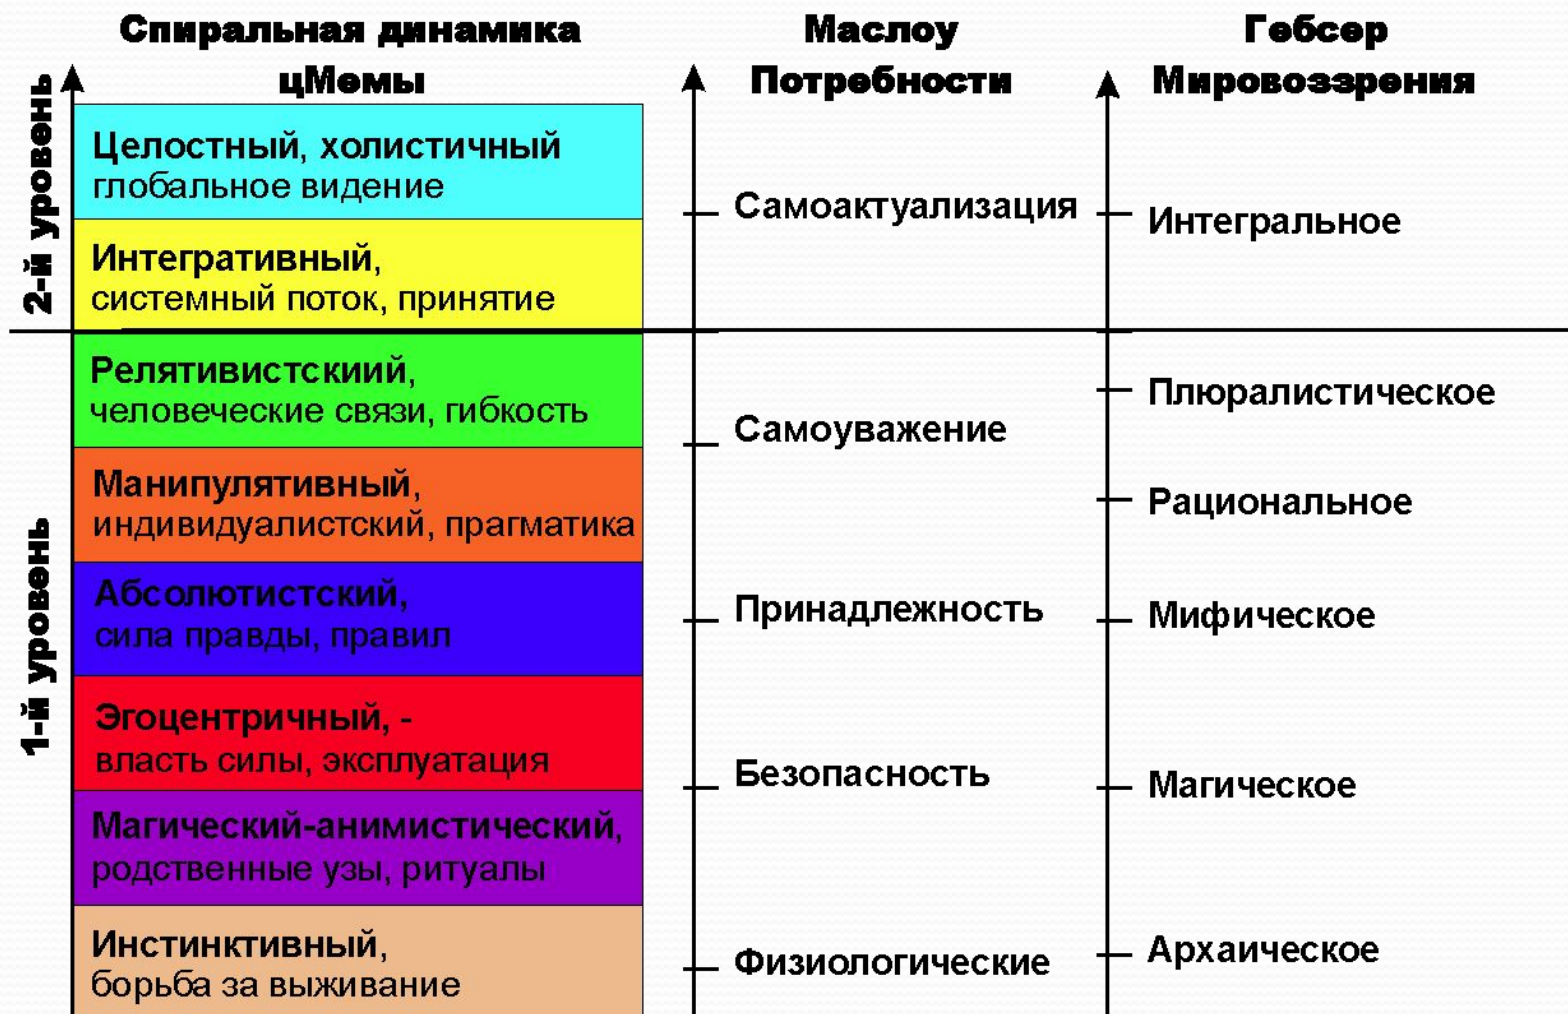 Спиральная динамика
цМемы
Маслоу
Потребности
Гебсер
Мировоззрения
2-й уровень
Целостный, холистичный
глобальное видение
Интегративный,
системный поток, принятие
Самоактуализация
Интегральное
1-й уровень
Релятивисткиий,
человеческие связи, гибкость
Манипулятивный,
индивидуалистский, прагматика
Абсолютистский,
сила правды, правил
Эгоцентричный, -
власть силы, эксплуатация
Магический-анимистический,
родственные узы, ритуалы
Инстинктивный,
борьба за выживание
Самоуважение
Принадлежность
Безопасность
Физиологические
Плюралистическое
Рациональное
Мифическое
Магическое
Архаическое